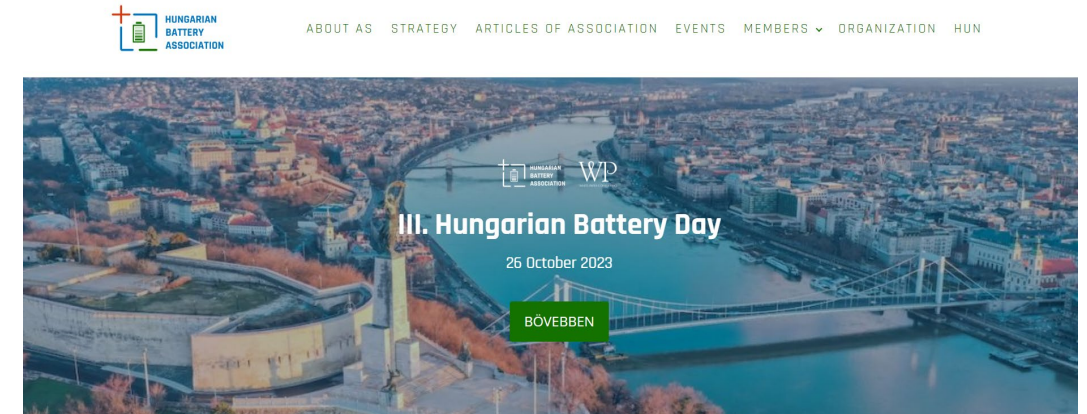 HUNGARIAN
BATTERY
ASSOCIATION
ABOUT AS STRATEGY ARTICLES OF ASSOCIATION EVENTS MEMBERS ORGANIZATION HUN
HUNGARIAN
BATTERY
ASSOCIATION
WP
III. Hungarian Battery Day
26 October 2023
BÖVEBBEN